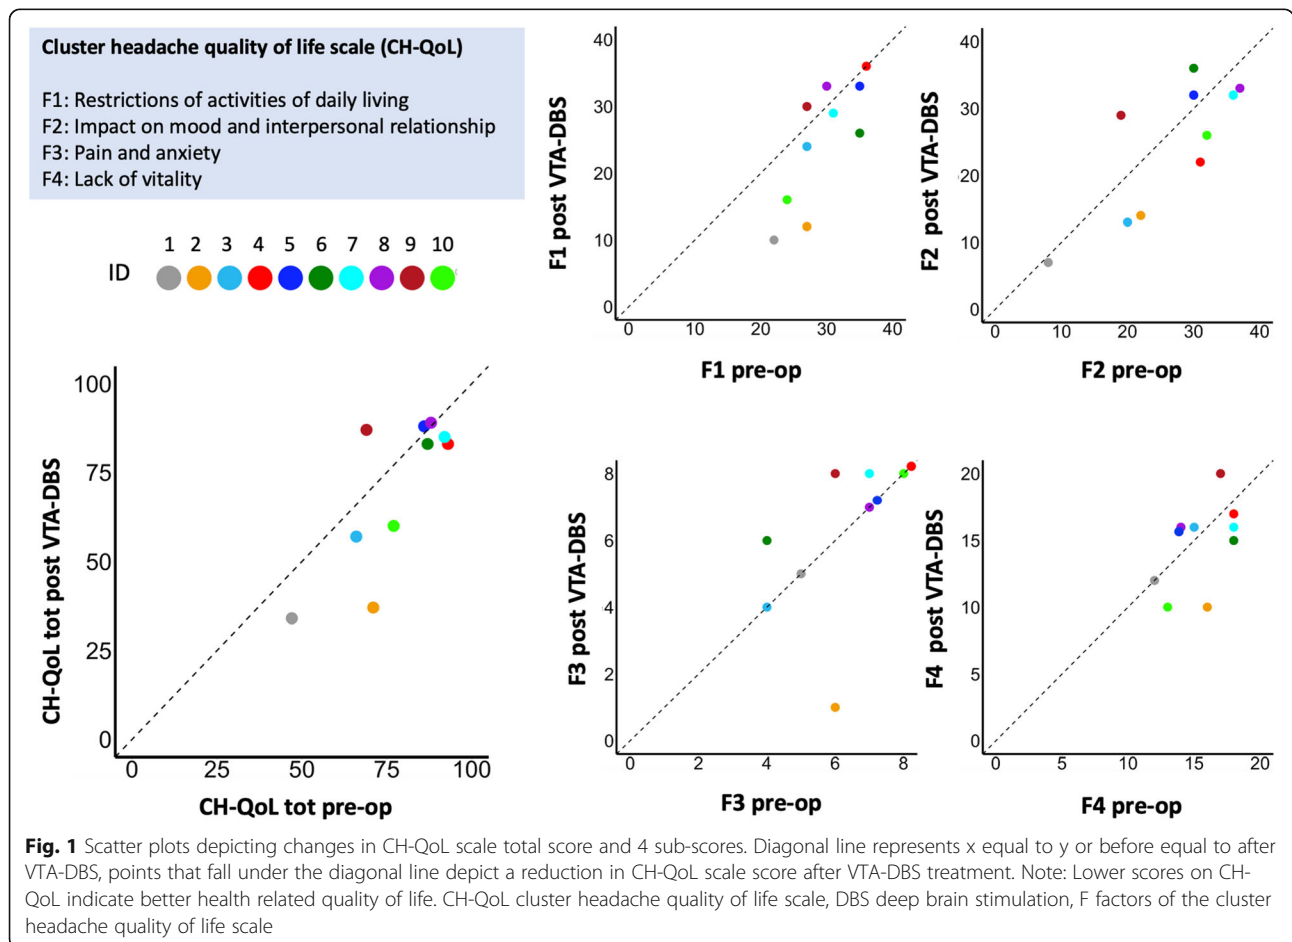 Cluster headache quality of life scale (CH-QoL)
F1: Restrictions of activities of daily living
F2: Impact on mood and interpersonal relationship
F3: Pain and anxiety
F4: Lack of vitality
1 2 3 4 5 6 7 8 9 10
ID
40
30
20
10
0
F1 post VTA-DBS
0 10 20 30 40
F1 pre-op
40
30
20
10
0
F2 post VTA-DBS
0 10 20 30 40
F2 pre-op
100
75
50
25
0
CH-QoL tot post VTA-DBS
0 25 50 75 100
CH-QoL tot pre-op
8
6
4
2
0
F3 post VTA-DBS
0 2 4 6 8
F3 pre-op
20
15
10
5
0
F4 post VTA-DBS
0 5 10 15 20
F4 pre-op
Fig. 1 Scatter plots depicting changes in CH-QoL scale total score and 4 sub-scores. Diagonal line represents x equal to y or before equal to after
VTA-DBS, points that fall under the diagonal line depict a reduction in CH-QoL scale score after VTA-DBS treatment. Note: Lower scores on CH-
QoL indicate better health related quality of life. CH-QoL cluster headache quality of life scale, DBS deep brain stimulation, F factors of the cluster
headache quality of life scale